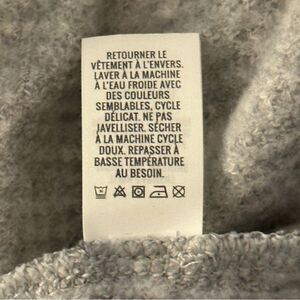 RETOURNER LE
VÊTEMENT À L'ENVERS.
LAVER À LA MACHINE
À L'EAU FROIDE AVEC
DES COULEURS
SEMBLABLES, CYCLE
DÉLICAT. NE PAS
JAVELLISER. SÉCHER
À LA MACHINE CYCLE
DOUX. REPASSER À
BASSE TEMPÉRATURE
AU BESOIN.